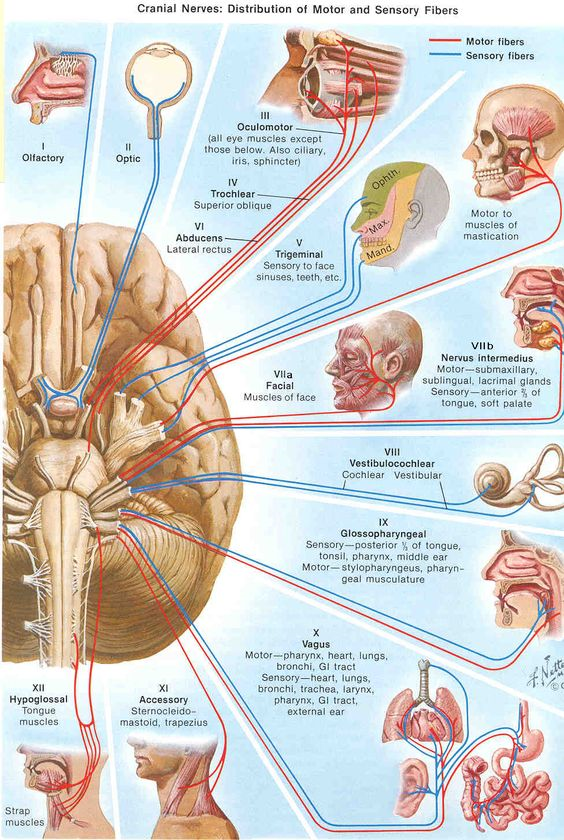 Cranial Nerves: Distribution of Motor and Sensory Fibers
Motor fibers
Sensory fibers
I
Olfactory
II
Optic
III
Oculomotor
(all eye muscles except
those below. Also ciliary,
iris, sphincter)
IV
Trochlear
Superior oblique
VI
Abducens
Lateral rectus
V
Trigeminal
Sensory to face
sinuses, teeth, etc.
Ophth.
Max.
Mand.
Motor to
muscles of
mastication
VIIa
Facial
Muscles of face
VIIb
Nervus intermedius
Motor—submaxillary,
sublingual, lacrimal glands
Sensory—anterior ⅔ of
tongue, soft palate
VIII
Vestibulocochlear
Cochlear Vestibular
IX
Glossopharyngeal
Sensory—posterior ⅓ of tongue,
tonsil, pharynx, middle ear
Motor—stylopharyngeus, pharyn-
geal musculature
X
Vagus
Motor—pharynx, heart, lungs,
bronchi, GI tract
Sensory—heart, lungs,
bronchi, trachea, larynx,
pharynx, GI tract,
external ear
XII
Hypoglossal
Tongue
muscles
XI
Accessory
Sternocleido-
mastoid, trapezius
Strap
muscles
F. Nette
©